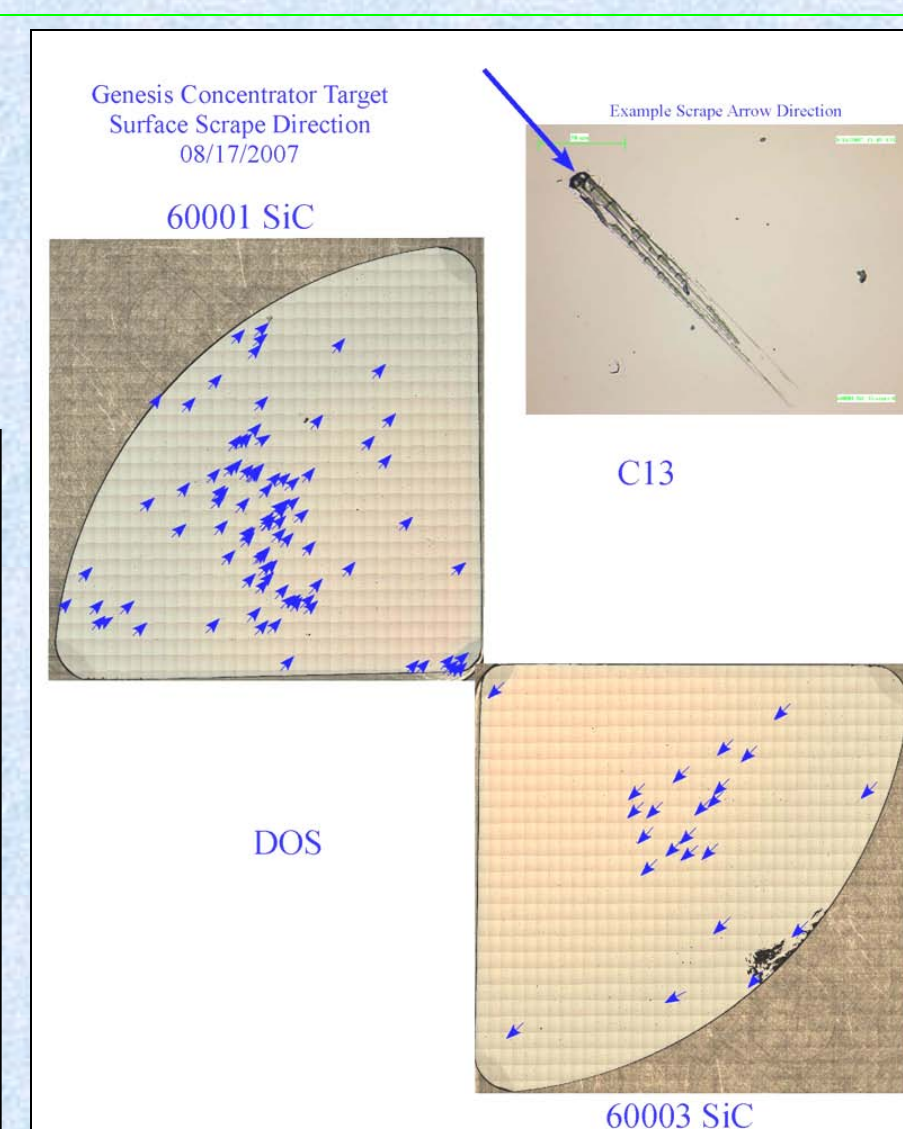 Genesis Concentrator Target
Surface Scrape Direction
08/17/2007
Example Scrape Arrow Direction
60001 SiC
C13
DOS
60003 SiC